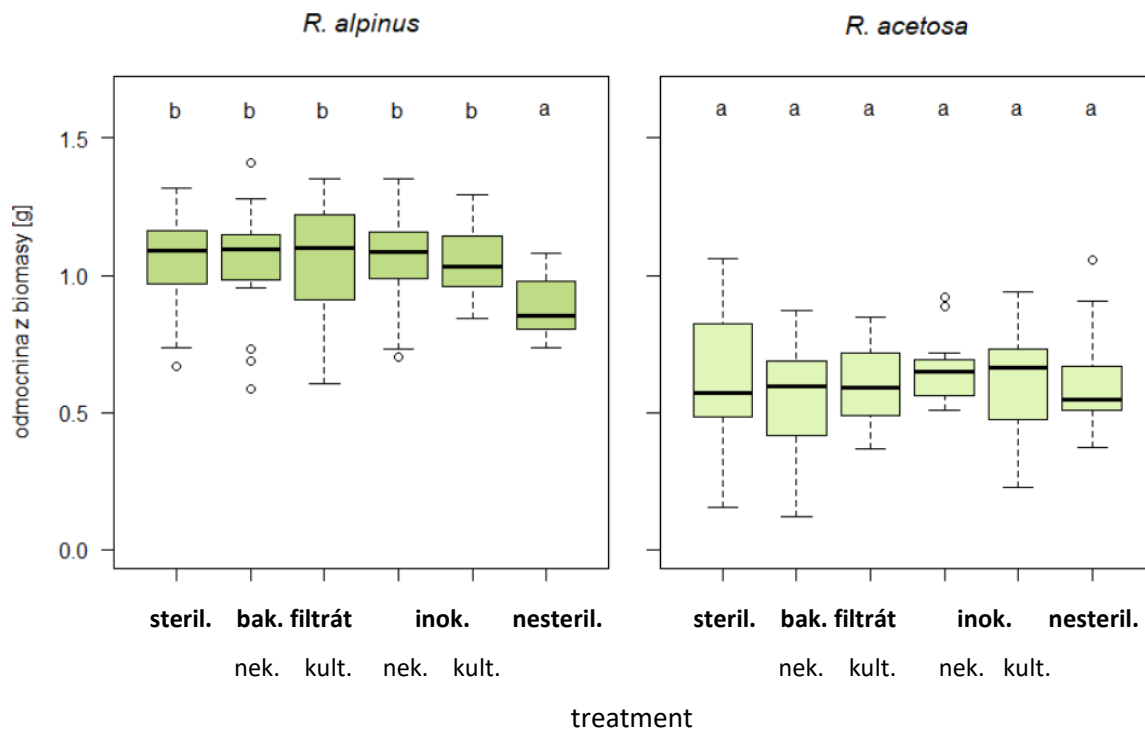 R. alpinus R. acetosa
b b b b b a a a a a a a
1.5
1.0
0.5
0.0
odmocnina z biomasy [g]
steril. bak. filtrát inok. nesteril. steril. bak. filtrát inok. nesteril.
nek. kult. nek. kult. nek. kult. nek. kult.
treatment